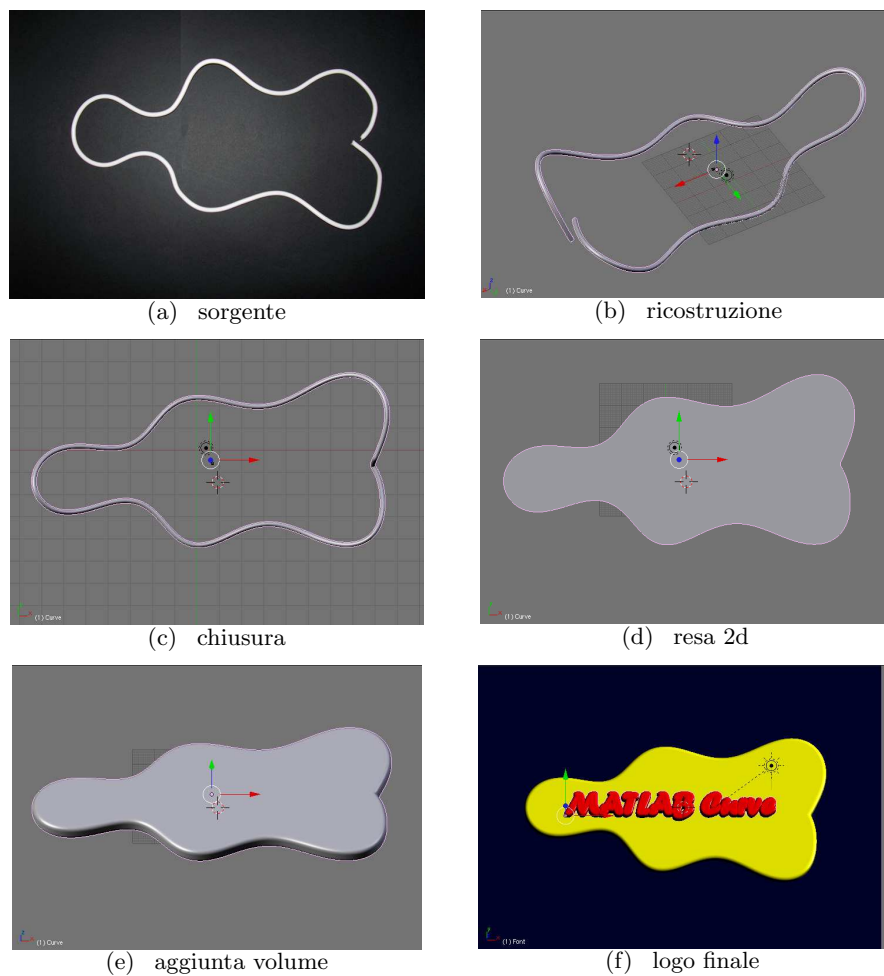 (a) sorgente
(1) Curve
(b) ricostruzione
(1) Curve
(c) chiusura
(1) Curve
(d) resa 2d
(1) Curve
(e) aggiunta volume
MATLAB Curve
(1) Font
(f) logo finale